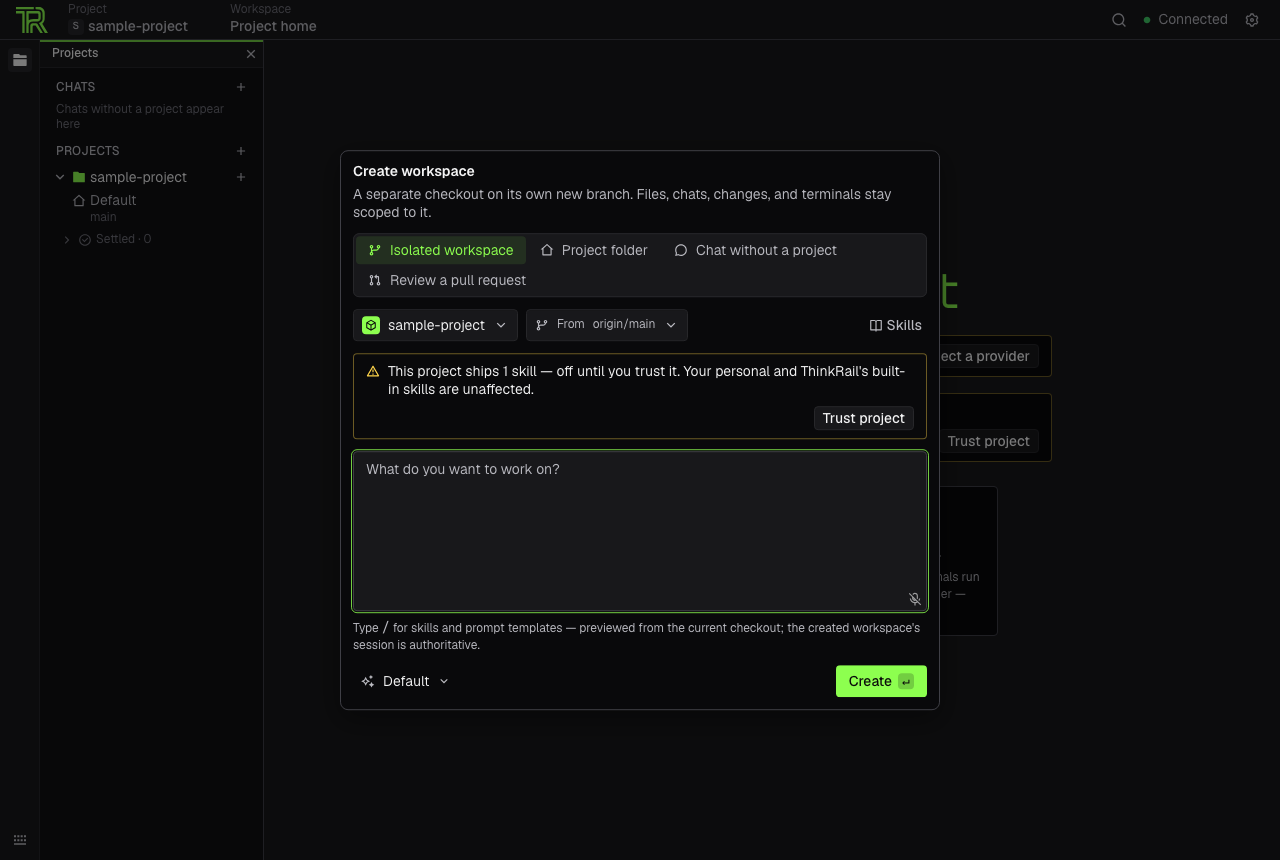 Project
Workspace
S sample-project
Project home
Connected
Projects
CHATS
Chats without a project appear
here
PROJECTS
sample-project
Default
main
Settled · 0
Create workspace
A separate checkout on its own new branch. Files, chats, changes, and terminals stay
scoped to it.
Isolated workspace
Project folder
Chat without a project
Review a pull request
sample-project
From origin/main
Skills
This project ships 1 skill — off until you trust it. Your personal and ThinkRail's built-
in skills are unaffected.
Trust project
What do you want to work on?
Type / for skills and prompt templates — previewed from the current checkout; the created workspace's
session is authoritative.
Default
Create
a provider
Trust project
run